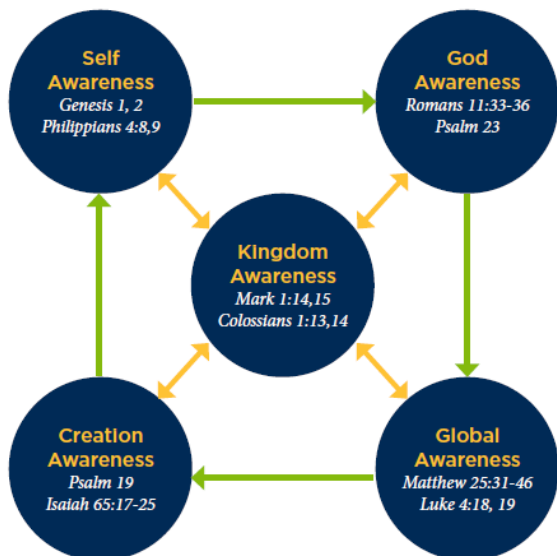 Self
Awareness
Genesis 1, 2
Philippians 4:8,9
God
Awareness
Romans 11:33-36
Psalm 23
Kingdom
Awareness
Mark 1:14,15
Colossians 1:13,14
Creation
Awareness
Psalm 19
Isaiah 65:17-25
Global
Awareness
Matthew 25:31-46
Luke 4:18, 19